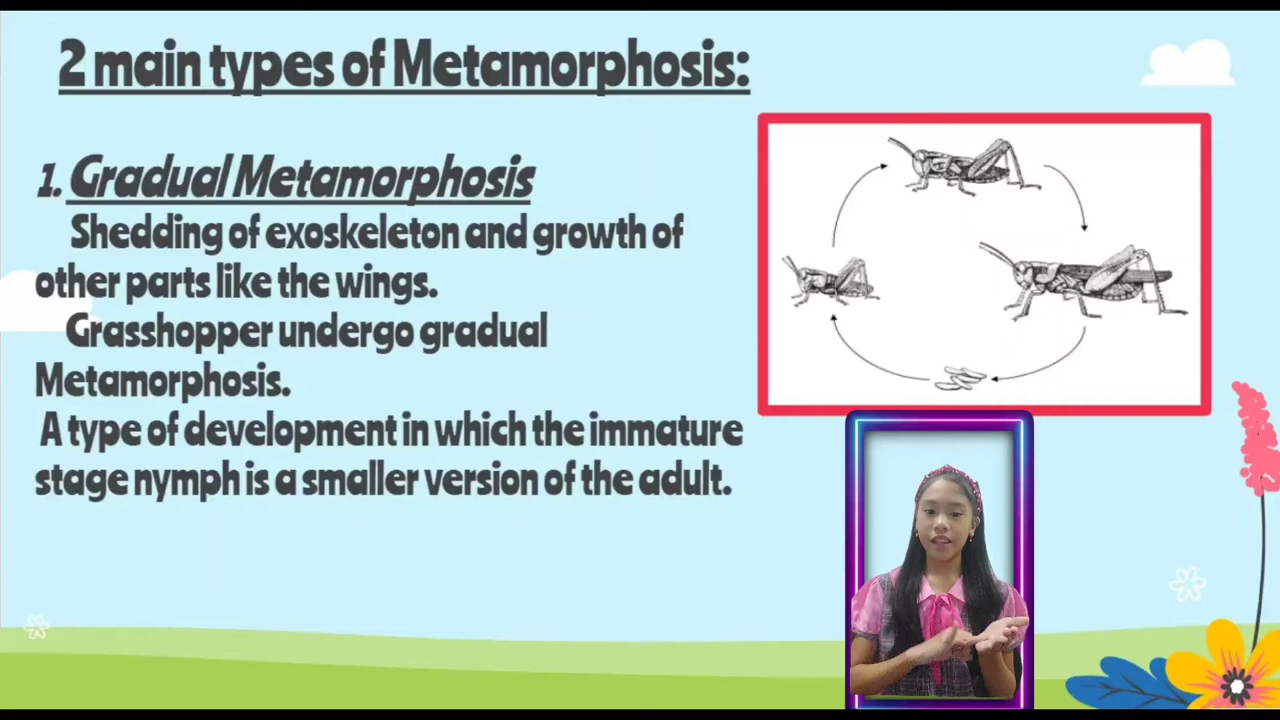 2 main types of Metamorphosis:
1. Gradual Metamorphosis
Shedding of exoskeleton and growth of
other parts like the wings.
Grasshopper undergo gradual
Metamorphosis.
A type of development in which the immature
stage nymph is a smaller version of the adult.